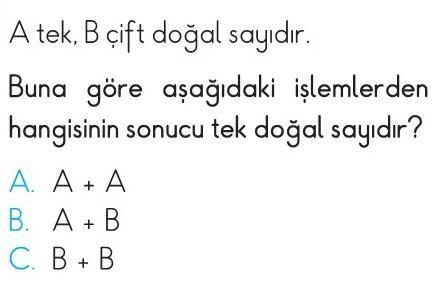 A tek, B çift doğal sayıdır.
Buna göre aşağıdaki işlemlerden
hangisinin sonucu tek doğal sayıdır?
A. A + A
B. A + B
C. B + B